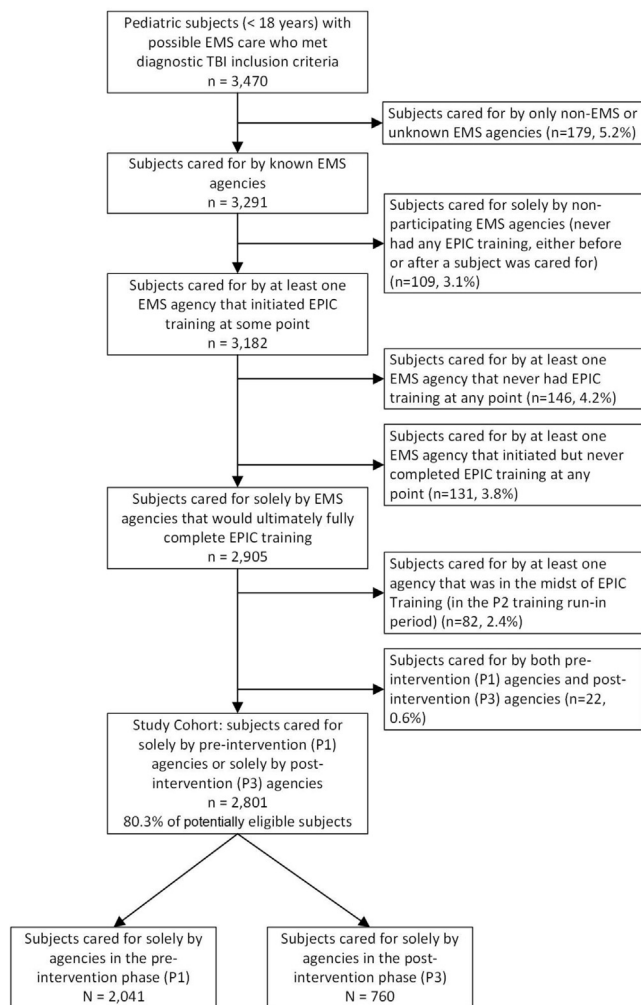 Pediatric subjects (< 18 years) with
possible EMS care who met
diagnostic TBI inclusion criteria
n = 3,470
Subjects cared for by only non-EMS or
unknown EMS agencies (n=179, 5.2%)
Subjects cared for by known EMS
agencies
n = 3,291
Subjects cared for solely by non-
participating EMS agencies (never
had any EPIC training, either before
or after a subject was cared for)
(n=109, 3.1%)
Subjects cared for by at least one
EMS agency that initiated EPIC
training at some point
n = 3,182
Subjects cared for by at least one
EMS agency that never had EPIC
training at any point (n=146, 4.2%)
Subjects cared for by at least one
EMS agency that initiated but never
completed EPIC training at any
point (n=131, 3.8%)
Subjects cared for solely by EMS
agencies that would ultimately fully
complete EPIC training
n = 2,905
Subjects cared for by at least one
agency that was in the midst of EPIC
Training (in the P2 training run-in
period) (n=82, 2.4%)
Subjects cared for by both pre-
intervention (P1) agencies and post-
intervention (P3) agencies (n=22,
0.6%)
Study Cohort: subjects cared for
solely by pre-intervention (P1)
agencies or solely by post-
intervention (P3) agencies
n = 2,801
80.3% of potentially eligible subjects
Subjects cared for solely by
agencies in the pre-
intervention phase (P1)
N = 2,041
Subjects cared for solely by
agencies in the post-
intervention phase (P3)
N = 760